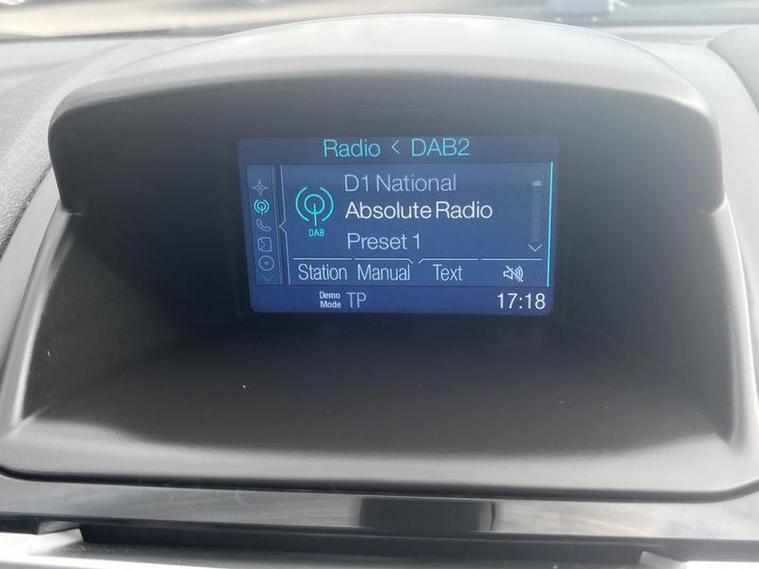 Radio < DAB2
D1 National
Absolute Radio
DAB
Preset 1
Station Manual Text
Demo
Mode TP 17:18